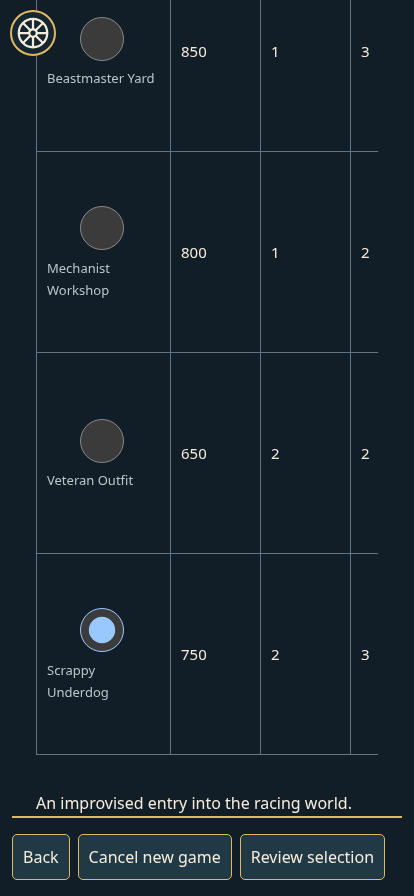 850 1 3
Beastmaster Yard
800 1 2
Mechanist
Workshop
650 2 2
Veteran Outfit
750 2 3
Scrappy
Underdog
An improvised entry into the racing world.
Back Cancel new game Review selection